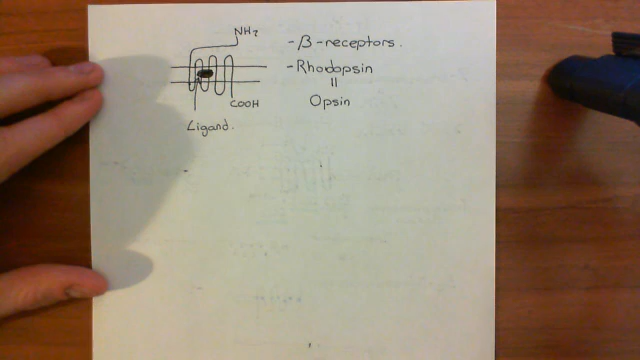 NH2
- β-receptors.
- Rhodopsin
=
Opsin
COOH
Ligand.